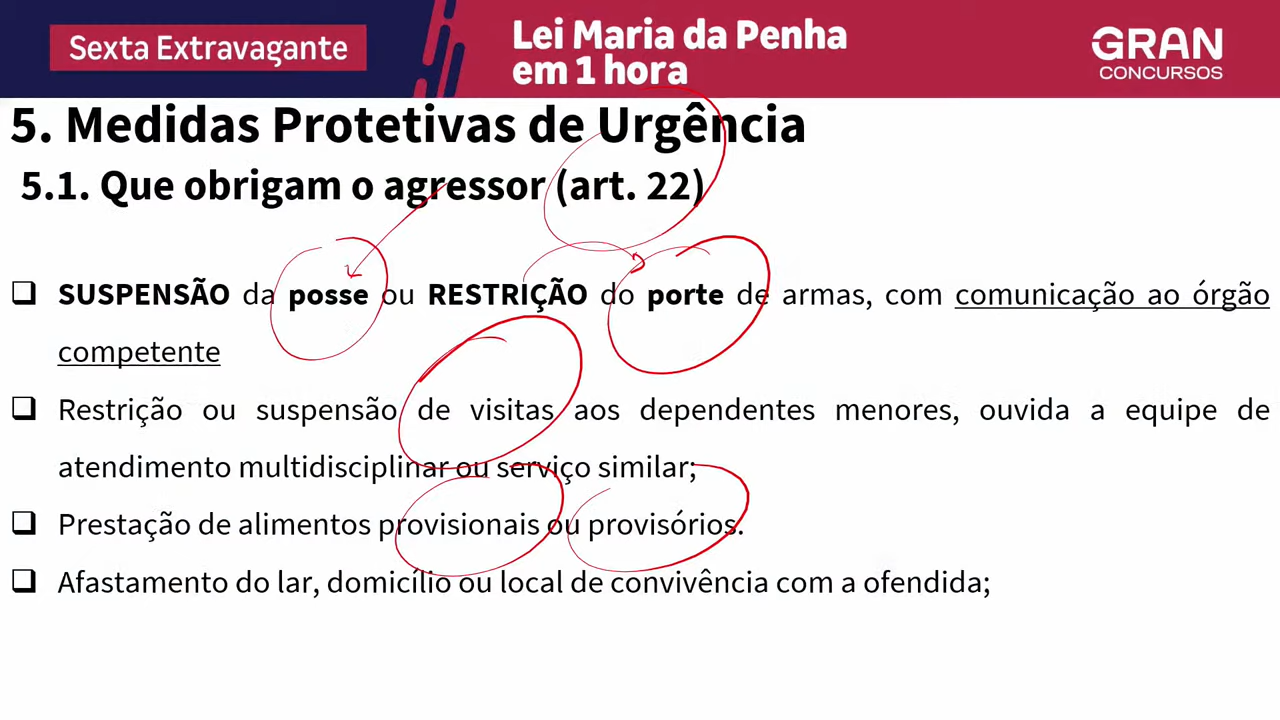 Sexta Extravagante
Lei Maria da Penha
em 1 hora
GRAN
CONCURSOS
5. Medidas Protetivas de Urgência
5.1. Que obrigam o agressor (art. 22)
❑ SUSPENSÃO da posse ou RESTRIÇÃO do porte de armas, com comunicação ao órgão
competente
❑ Restrição ou suspensão de visitas aos dependentes menores, ouvida a equipe de
atendimento multidisciplinar ou serviço similar;
❑ Prestação de alimentos provisionais ou provisórios.
❑ Afastamento do lar, domicílio ou local de convivência com a ofendida;